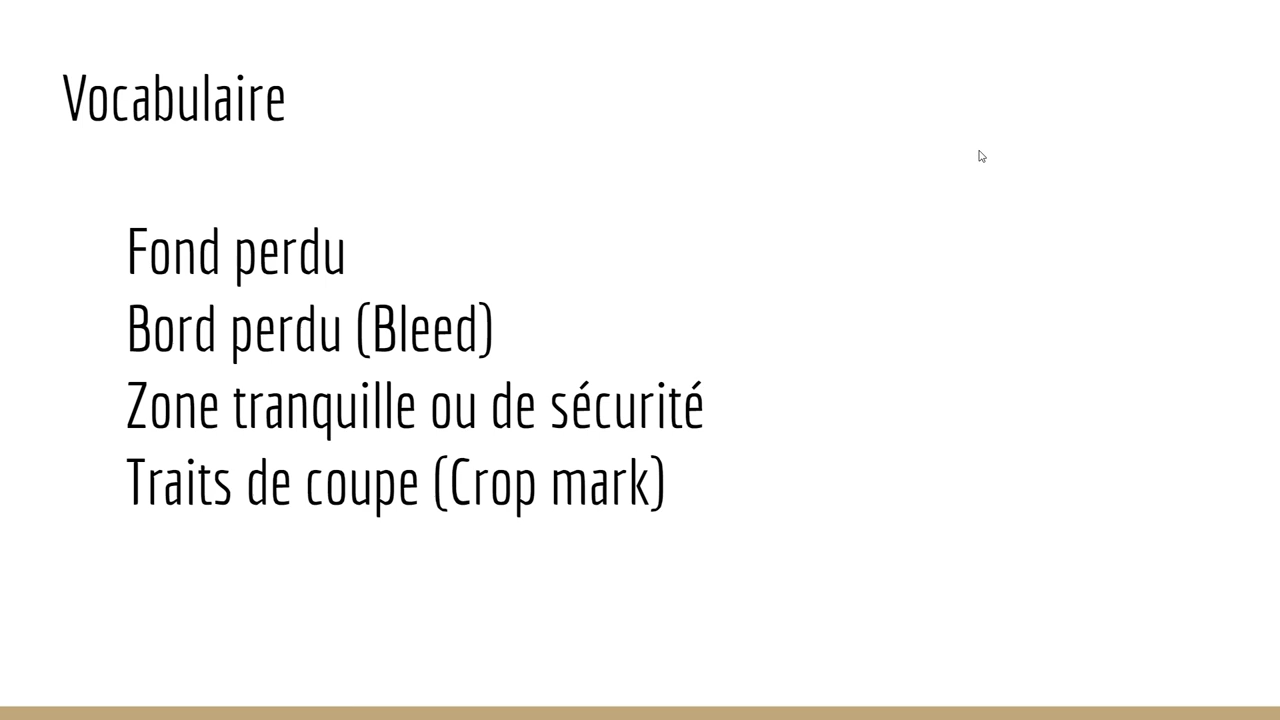 Vocabulaire
Fond perdu
Bord perdu (Bleed)
Zone tranquille ou de sécurité
Traits de coupe (Crop mark)